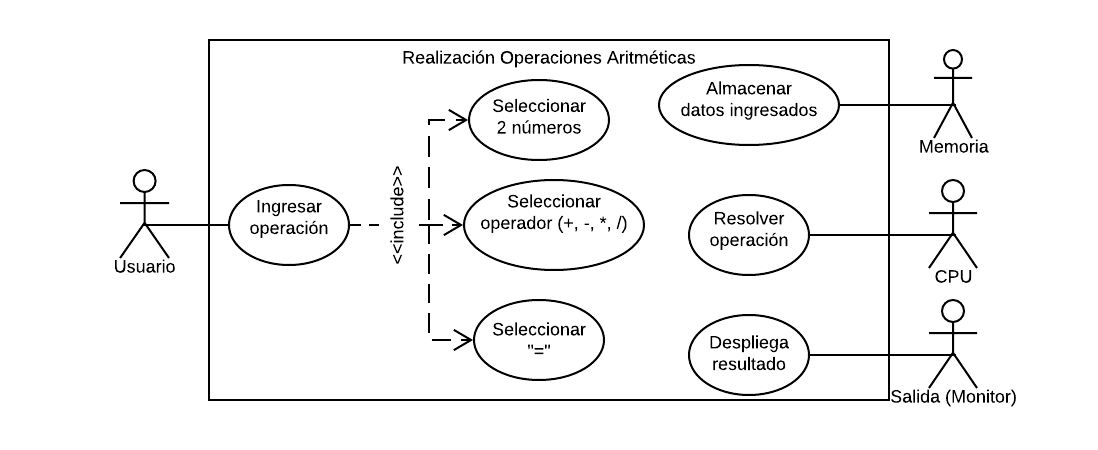 Realización Operaciones Aritméticas
Usuario
Ingresar
operación
<<include>>
Seleccionar
2 números
Seleccionar
operador (+, -, *, /)
Seleccionar
"="
Almacenar
datos ingresados
Memoria
Resolver
operación
CPU
Despliega
resultado
Salida (Monitor)